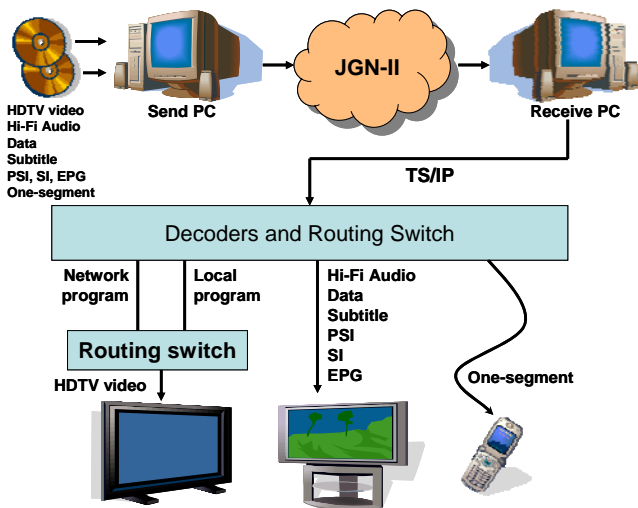 JGN-II
Send PC
Receive PC
HDTV video
Hi-Fi Audio
Data
Subtitle
PSI, SI, EPG
One-segment
TS/IP
Decoders and Routing Switch
Network
program
Local
program
Hi-Fi Audio
Data
Subtitle
PSI
SI
EPG
Routing switch
HDTV video
One-segment